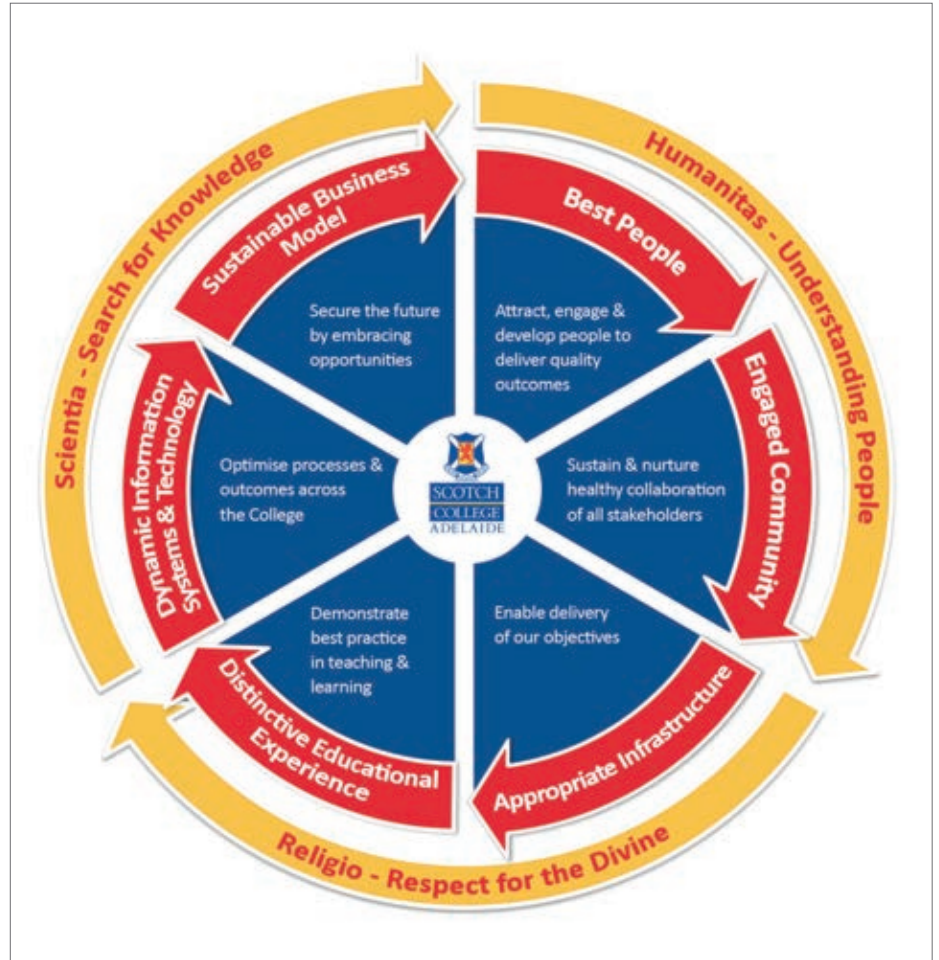 Humanitas - Understanding People
Religio - Respect for the Divine
Scientia - Search for Knowledge
Best People
Attract, engage &
develop people to
deliver quality
outcomes
Engaged Community
Sustain & nurture
healthy collaboration
of all stakeholders
Appropriate Infrastructure
Enable delivery
of our objectives
Distinctive Educational
Experience
Demonstrate
best practice
in teaching &
learning
Dynamic Information
Systems & Technology
Optimise processes &
outcomes across
the College
Sustainable Business
Model
Secure the future
by embracing
opportunities
SCOTCH
COLLEGE
ADELAIDE